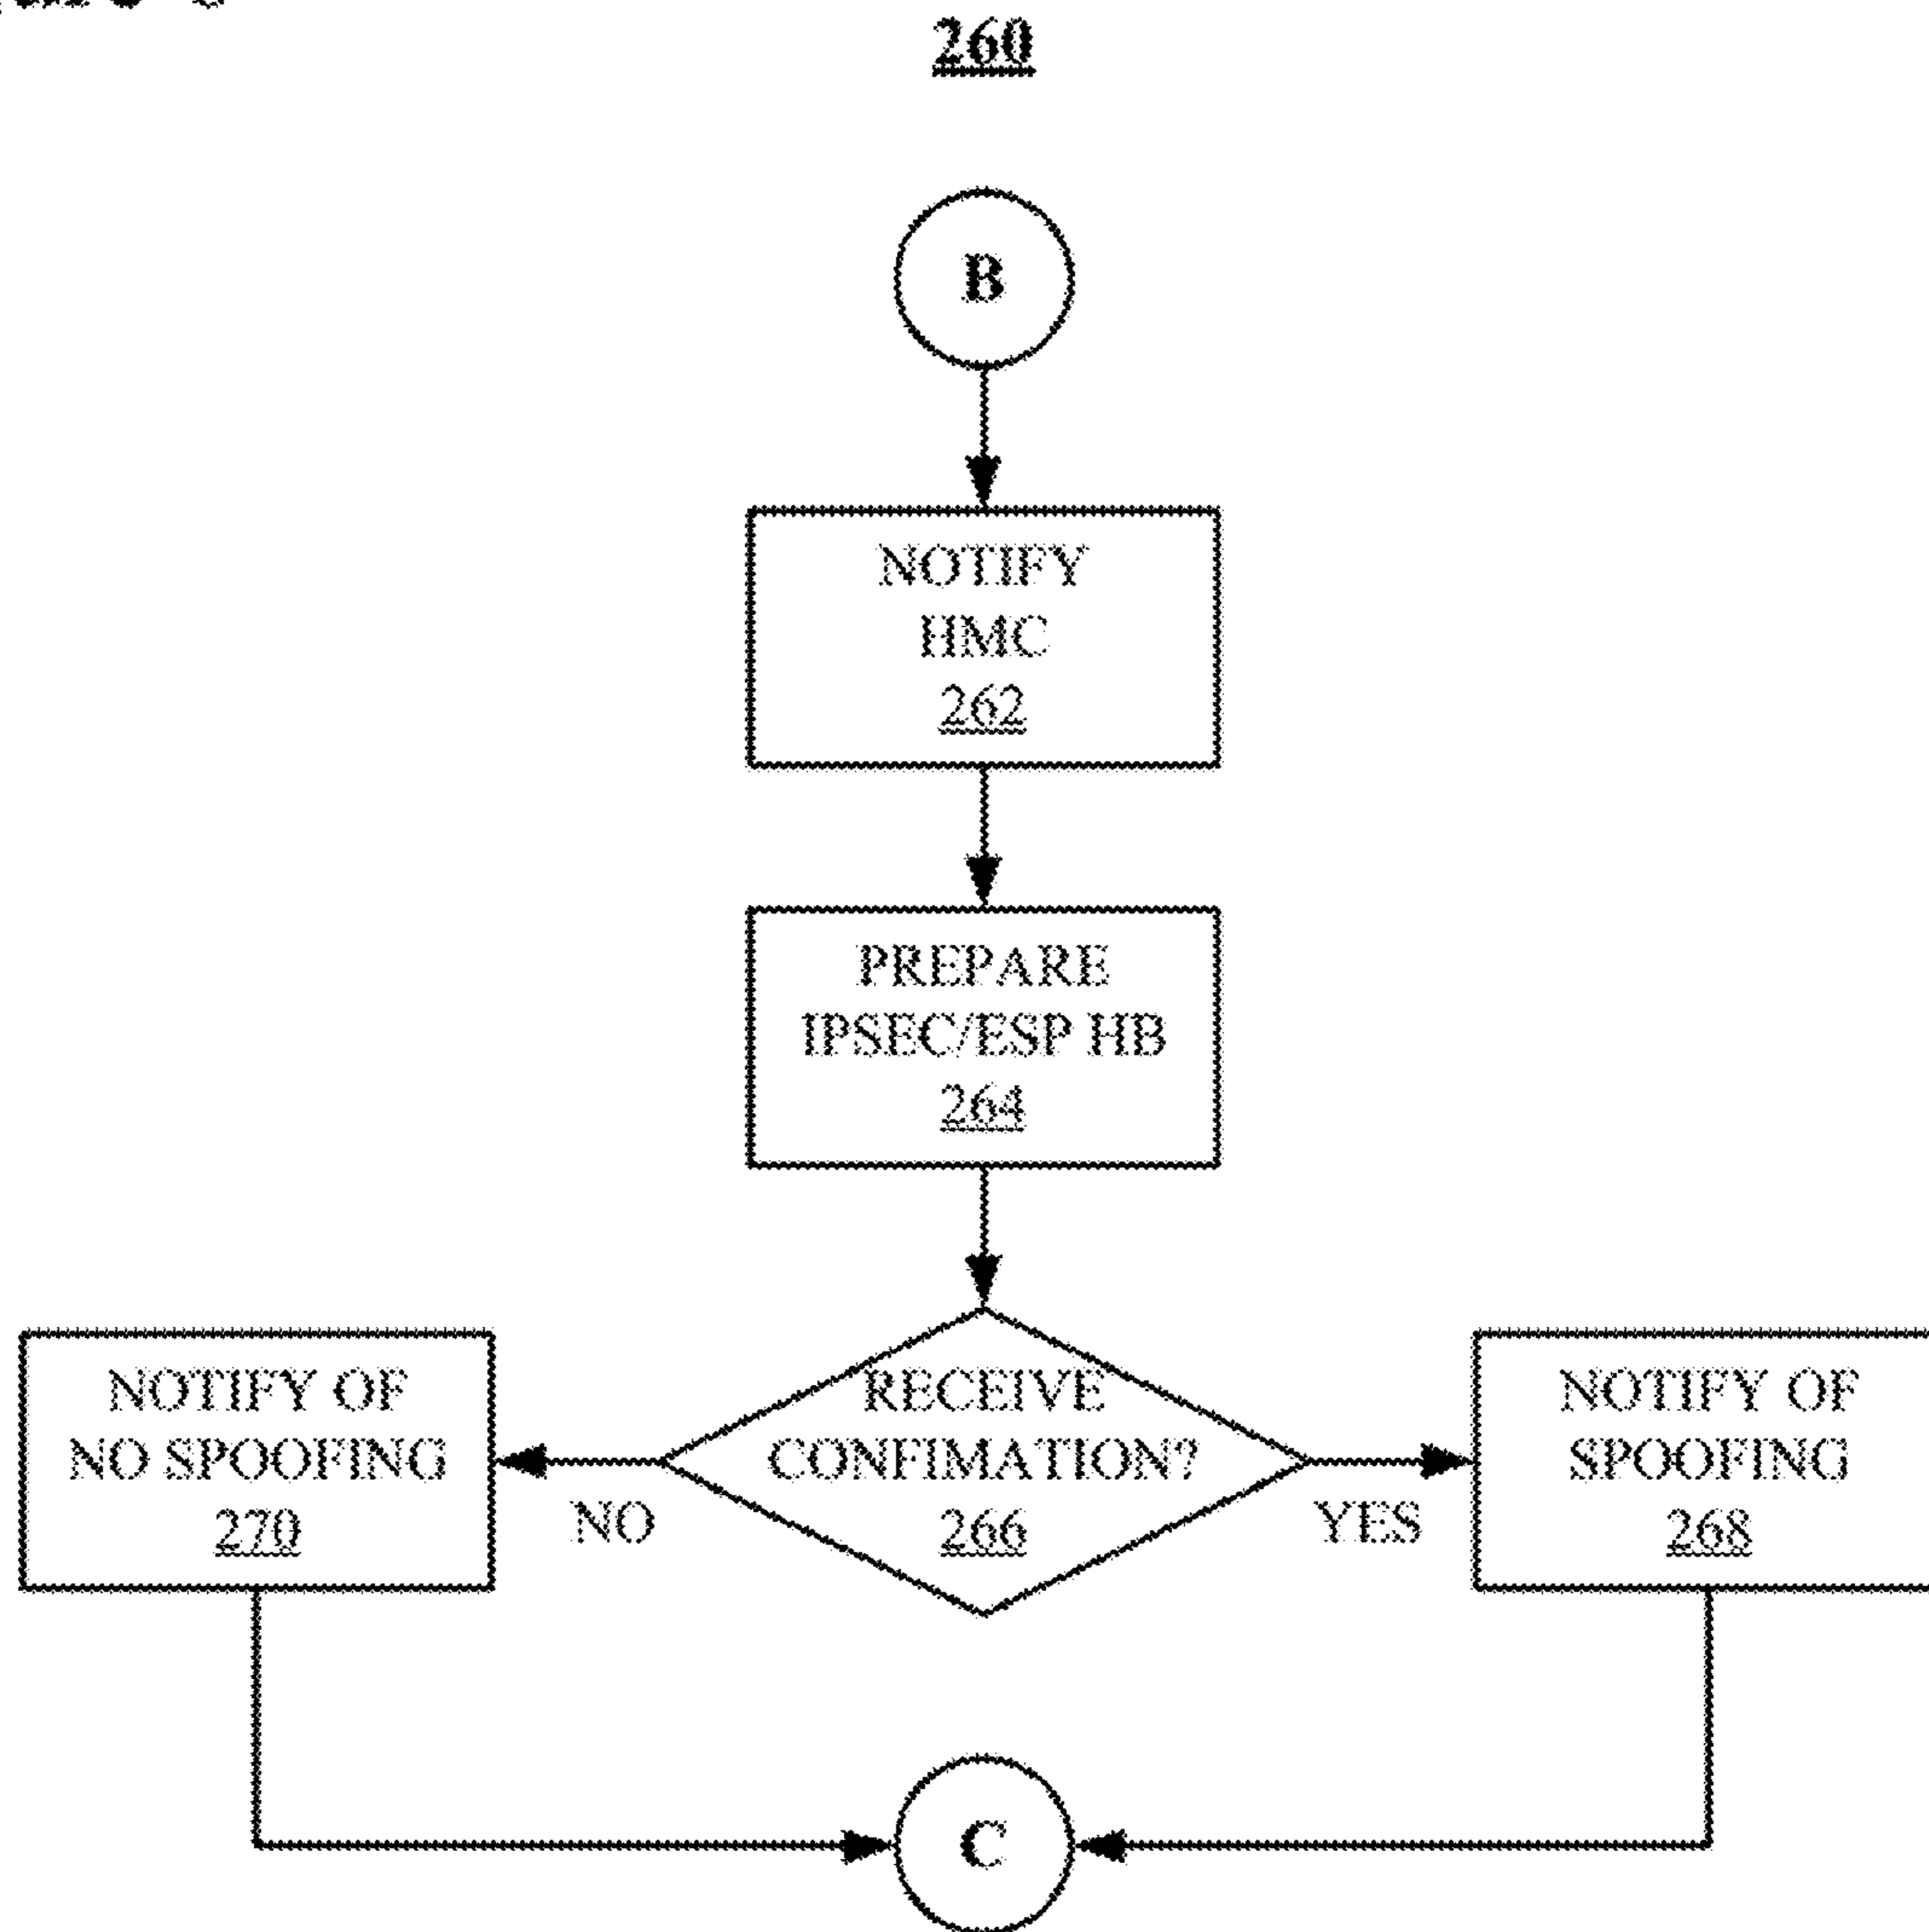 260
B
NOTIFY
HMC
262
PREPARE
IPSEC/ESP HB
264
RECEIVE
CONFIMATION?
266
NOTIFY OF
NO SPOOFING
270
NO
YES
NOTIFY OF
SPOOFING
268
C